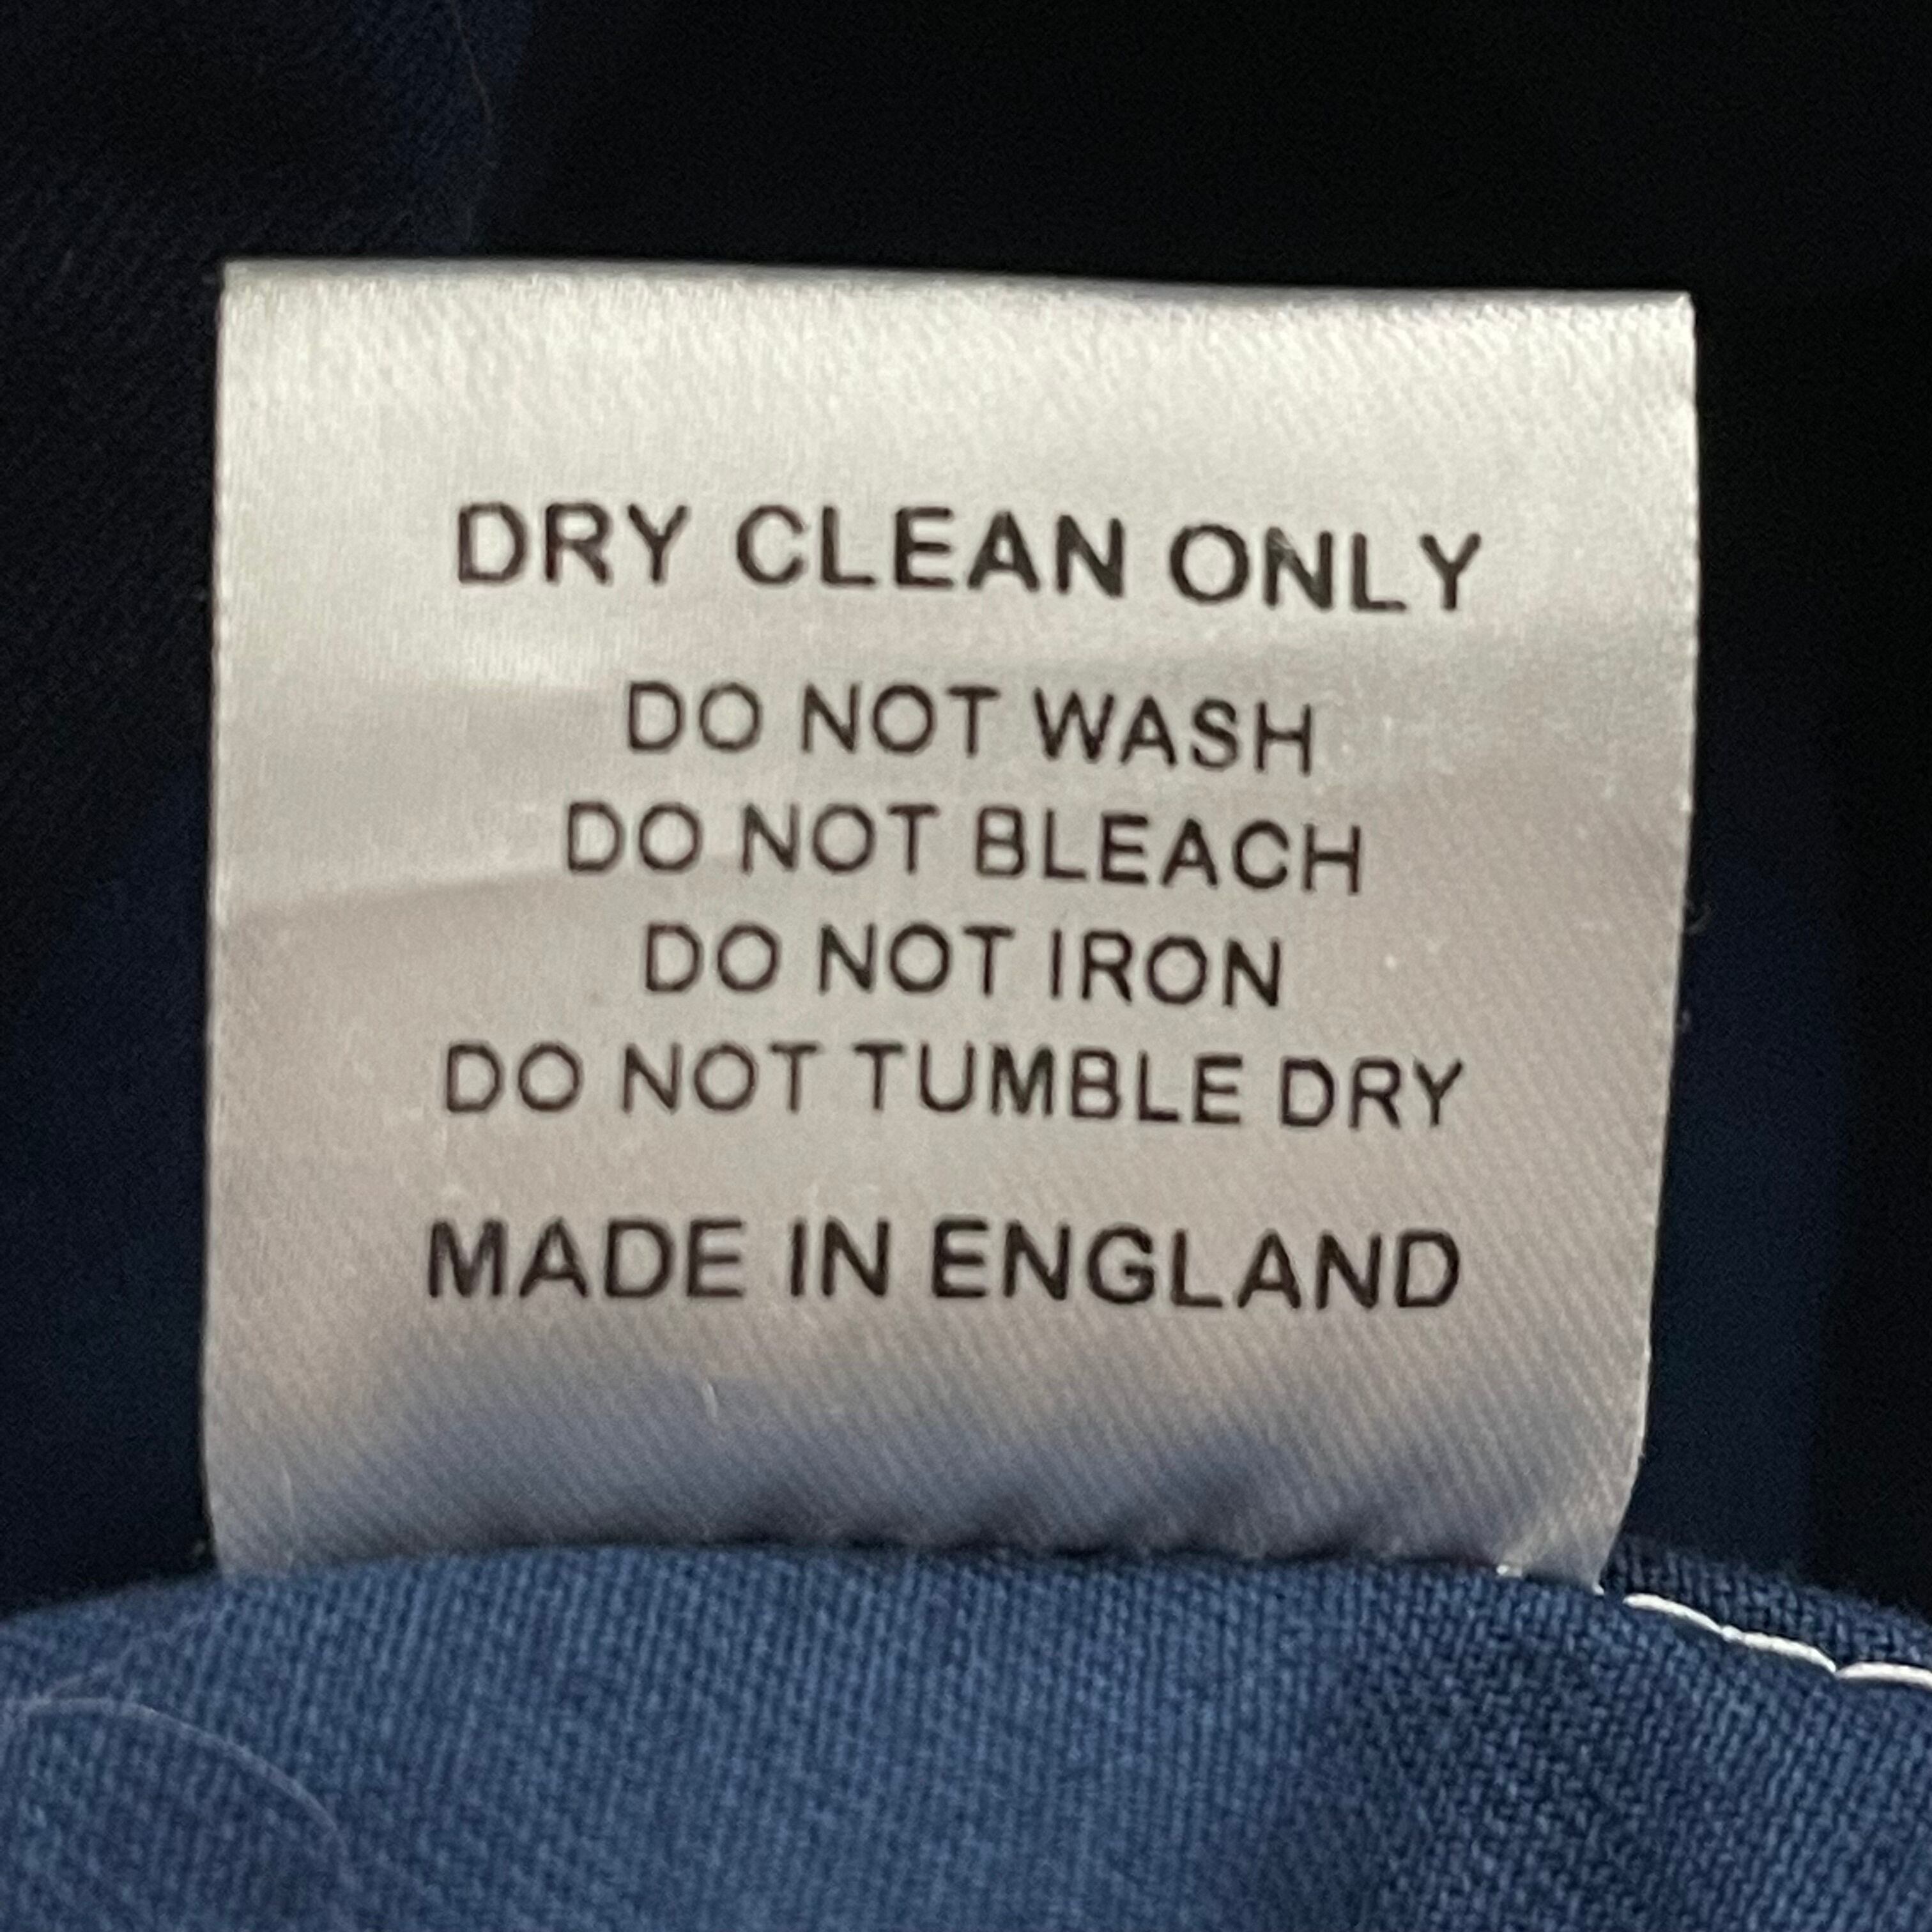 DRY CLEAN ONLY
DO NOT WASH
DO NOT BLEACH
DO NOT IRON
DO NOT TUMBLE DRY
MADE IN ENGLAND